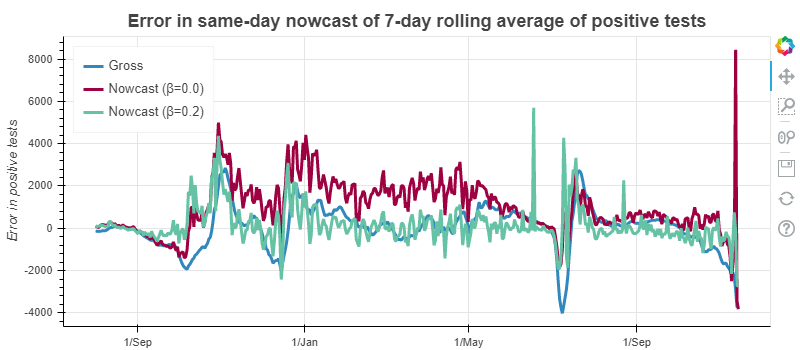 Error in same-day nowcast of 7-day rolling average of positive tests
Error in positive tests
8000
6000
4000
2000
0
-2000
-4000
Gross
Nowcast (β=0.0)
Nowcast (β=0.2)
1/Sep
1/Jan
1/May
1/Sep